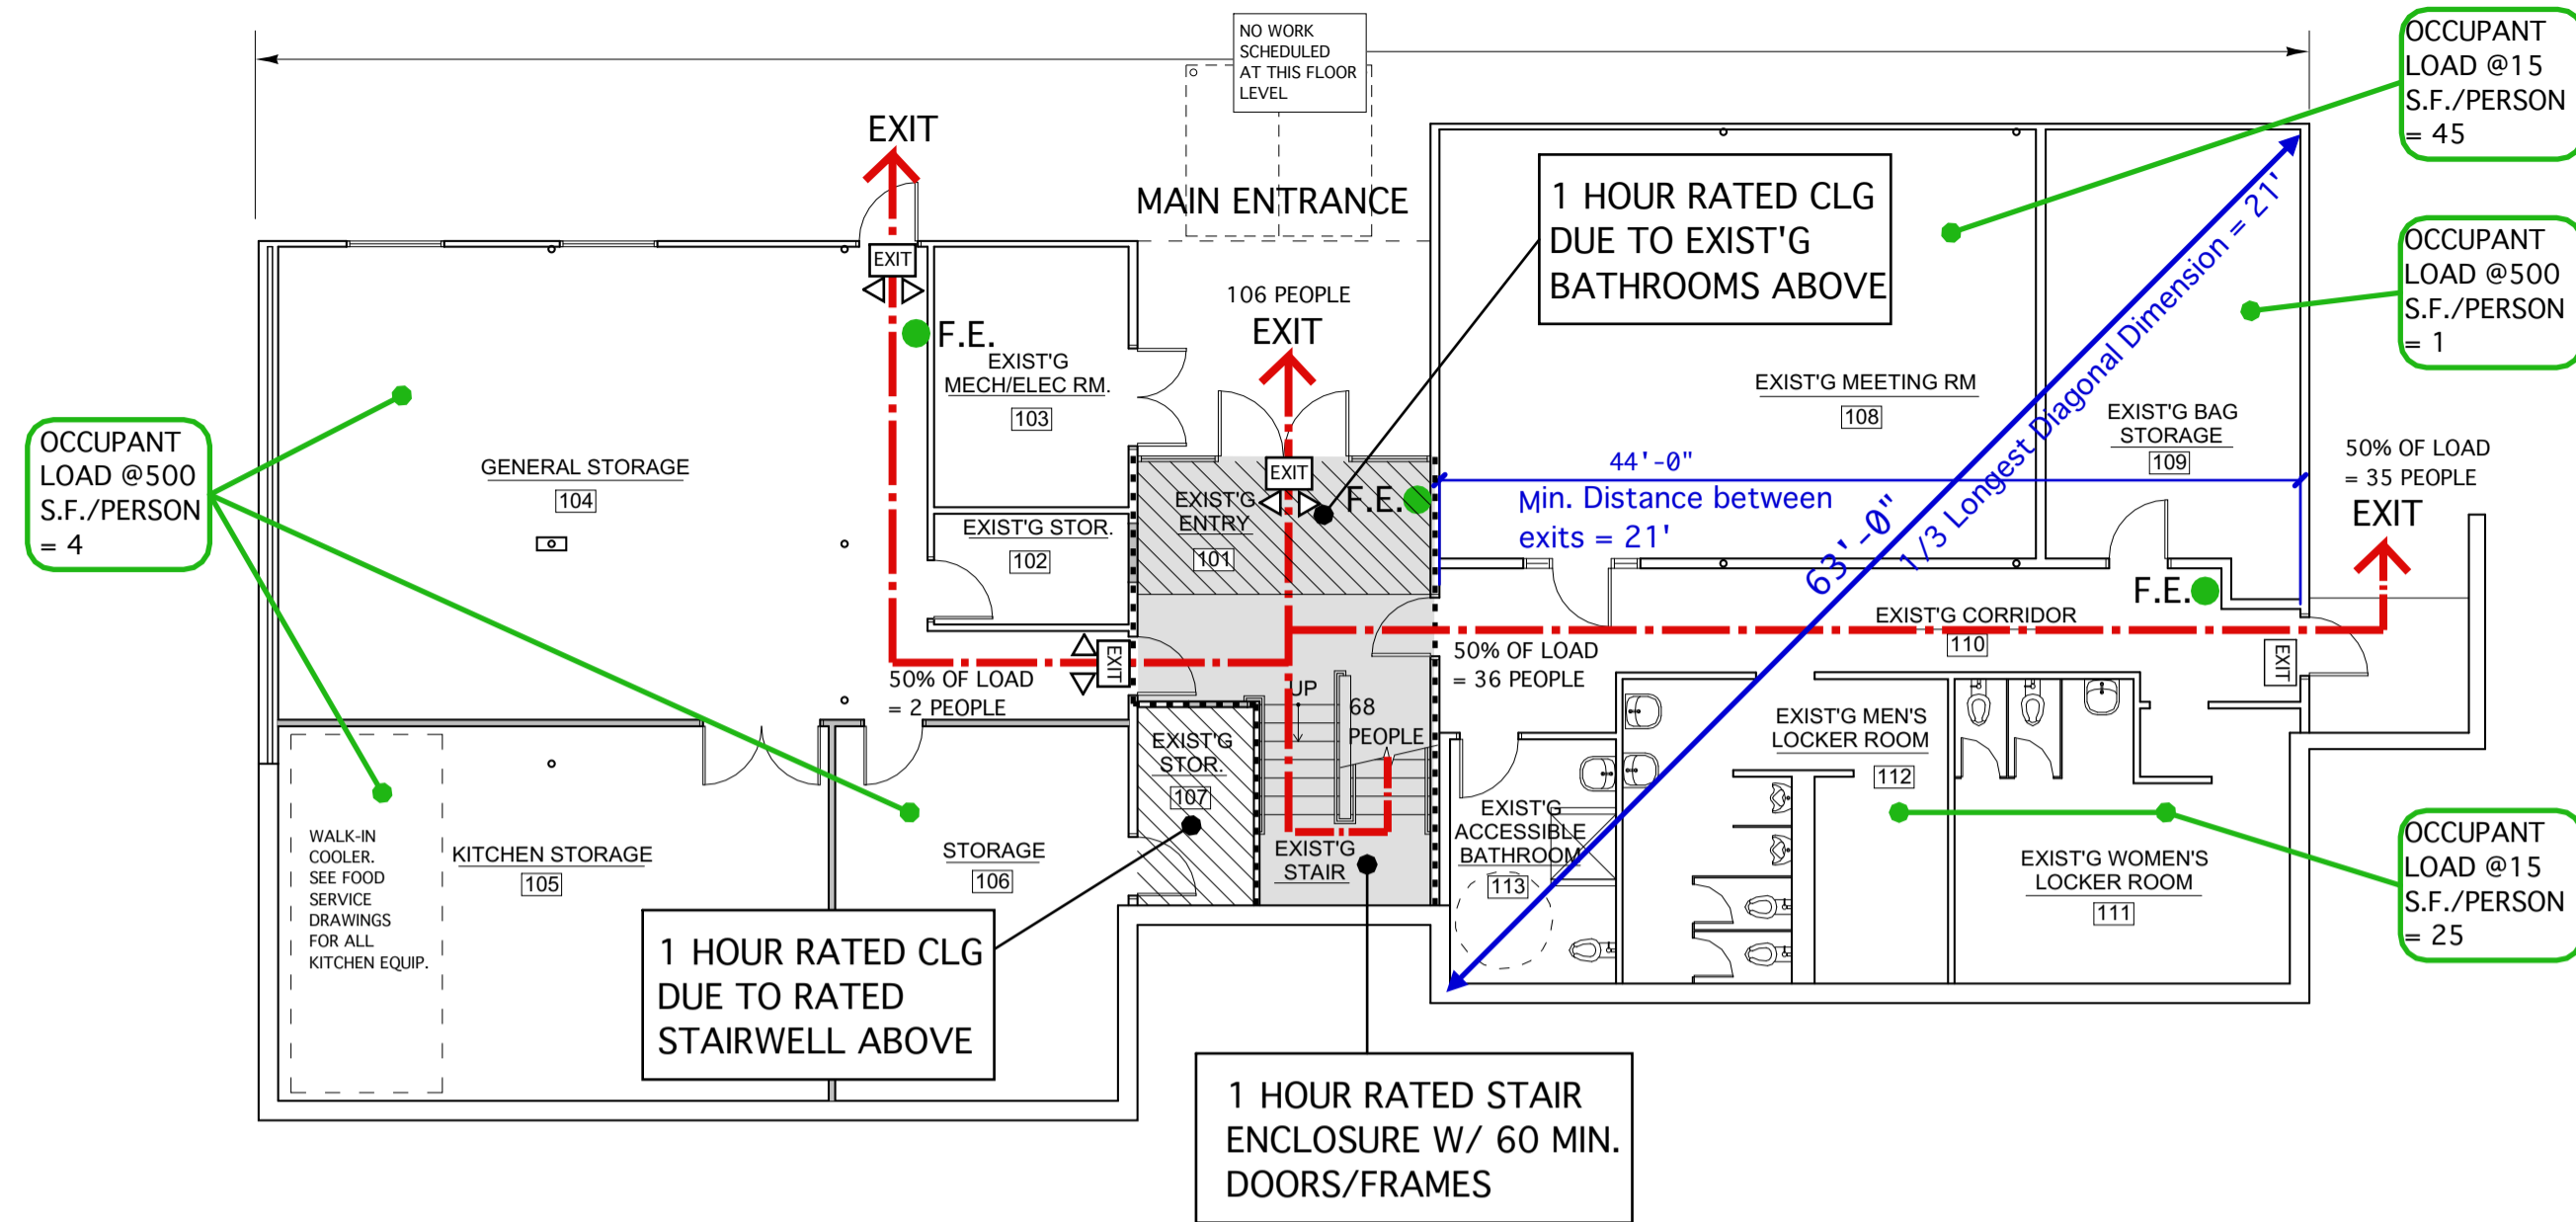 NO WORK
SCHEDULED
AT THIS FLOOR
LEVEL
OCCUPANT
LOAD @15
S.F./PERSON
= 45
EXIT
MAIN ENTRANCE
1 HOUR RATED CLG
DUE TO EXIST'G
BATHROOMS ABOVE
OCCUPANT
LOAD @500
S.F./PERSON
= 1
EXIT
106 PEOPLE
EXIT
F.E.
EXIST'G
MECH/ELEC RM.
103
EXIST'G MEETING RM
108
EXIST'G BAG
STORAGE
109
63'-0"
1/3 Longest Diagonal Dimension = 21'
OCCUPANT
LOAD @500
S.F./PERSON
= 4
GENERAL STORAGE
104
EXIT
EXIST'G
ENTRY
101
F.E.
44'-0"
Min. Distance between
exits = 21'
50% OF LOAD
= 35 PEOPLE
EXIT
EXIST'G STOR.
102
F.E.
EXIST'G CORRIDOR
110
EXIT
EXIT
50% OF LOAD
= 2 PEOPLE
50% OF LOAD
= 36 PEOPLE
UP
68
PEOPLE
EXIST'G
STOR.
107
EXIST'G MEN'S
LOCKER ROOM
112
WALK-IN
COOLER.
SEE FOOD
SERVICE
DRAWINGS
FOR ALL
KITCHEN EQUIP.
KITCHEN STORAGE
105
STORAGE
106
EXIST'G
STAIR
EXIST'G
ACCESSIBLE
BATHROOM
113
EXIST'G WOMEN'S
LOCKER ROOM
111
OCCUPANT
LOAD @15
S.F./PERSON
= 25
1 HOUR RATED CLG
DUE TO RATED
STAIRWELL ABOVE
1 HOUR RATED STAIR
ENCLOSURE W/ 60 MIN.
DOORS/FRAMES